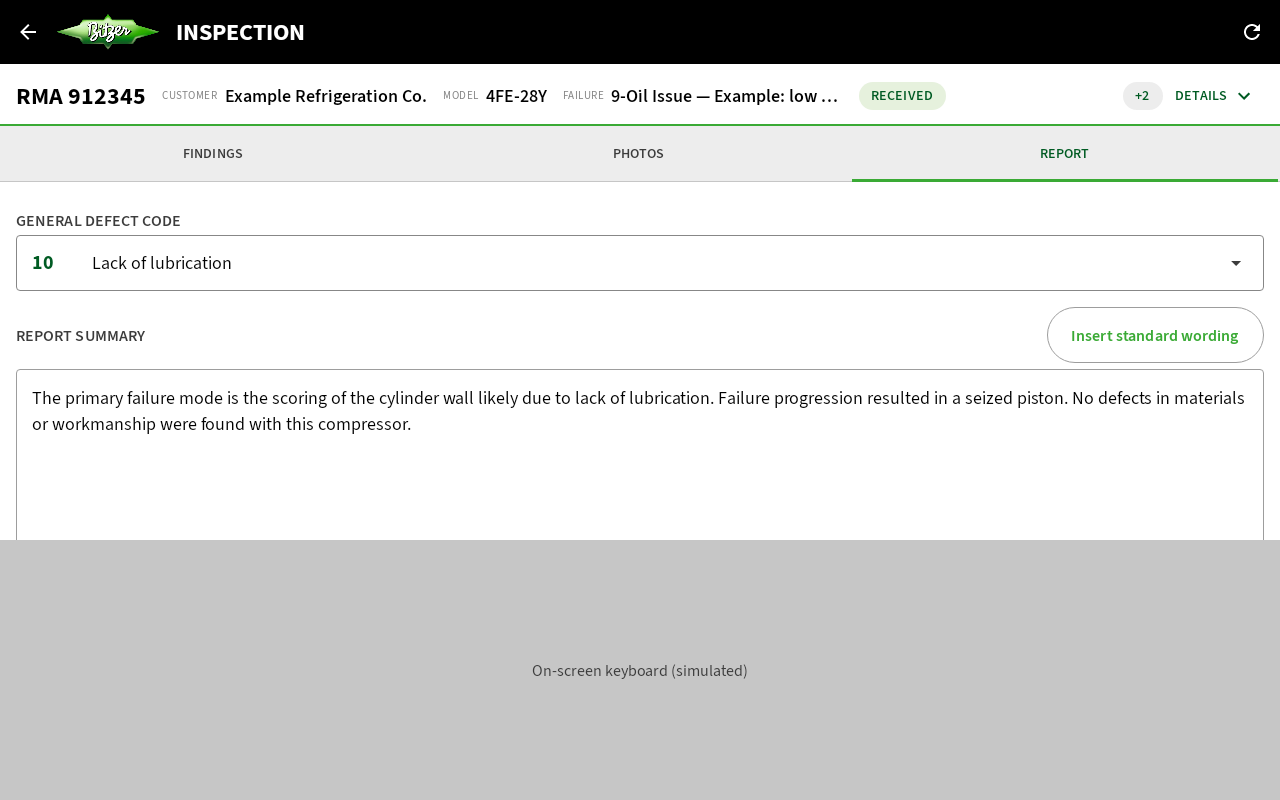 Bitzer
INSPECTION
RMA 912345 CUSTOMER Example Refrigeration Co. MODEL 4FE-28Y FAILURE 9-Oil Issue — Example: low … RECEIVED +2 DETAILS
FINDINGS PHOTOS REPORT
GENERAL DEFECT CODE
10 Lack of lubrication
REPORT SUMMARY Insert standard wording
The primary failure mode is the scoring of the cylinder wall likely due to lack of lubrication. Failure progression resulted in a seized piston. No defects in materials
or workmanship were found with this compressor.
On-screen keyboard (simulated)